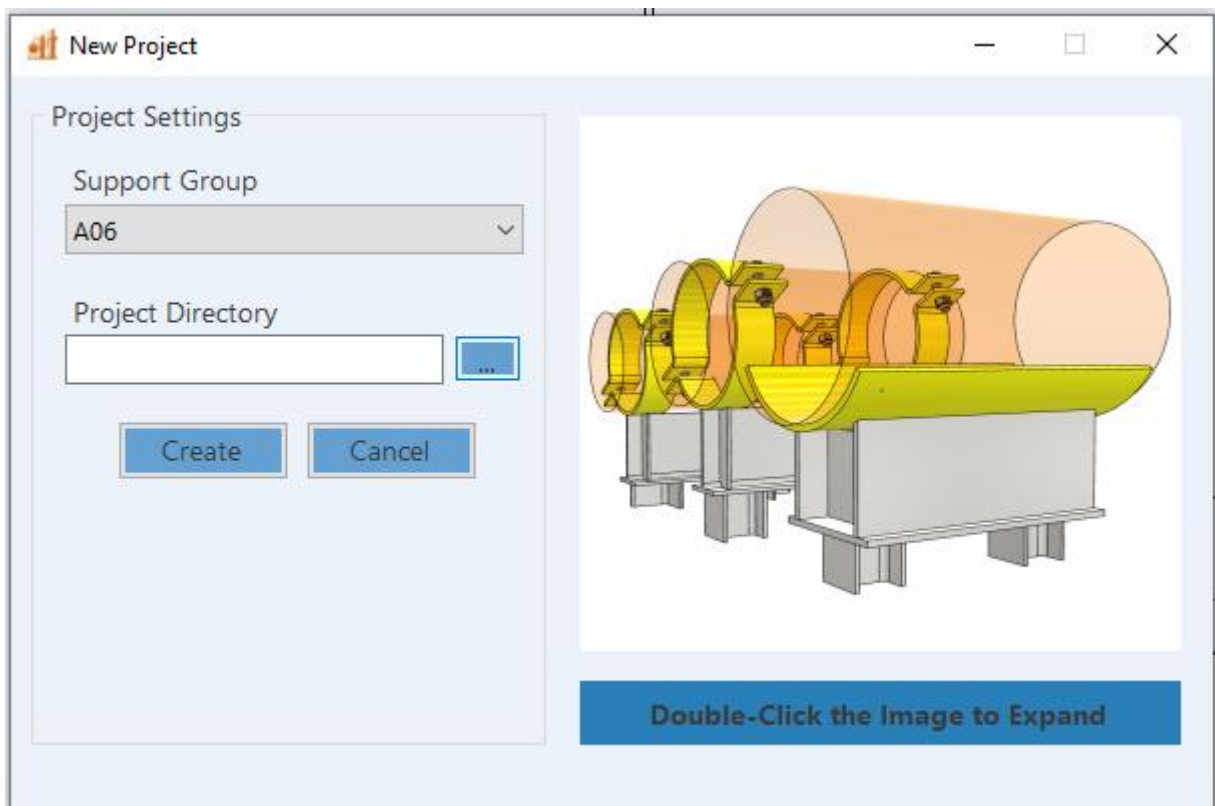 New Project
Project Settings
Support Group
A06
Project Directory
...
Create Cancel
Double-Click the Image to Expand